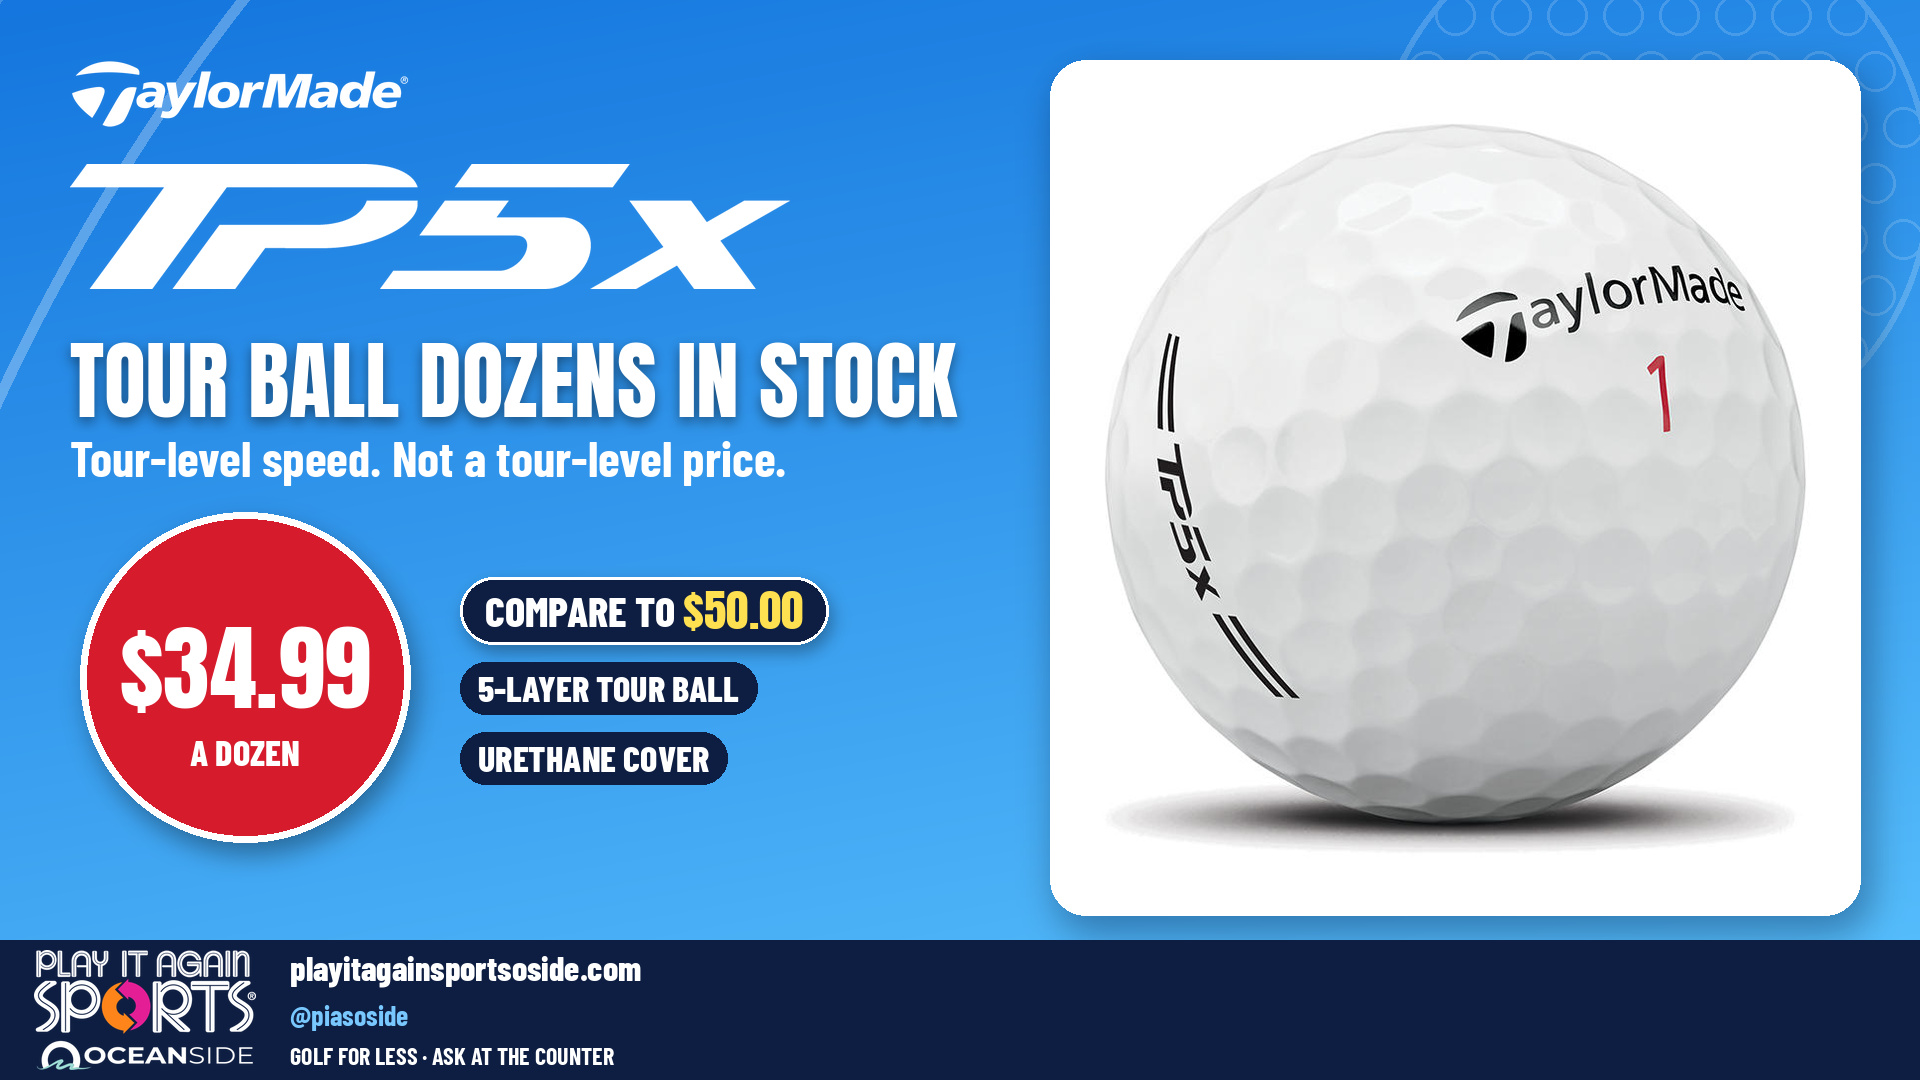 TaylorMade®
TP5x
TOUR BALL DOZENS IN STOCK
Tour-level speed. Not a tour-level price.
$34.99
A DOZEN
COMPARE TO $50.00
5-LAYER TOUR BALL
URETHANE COVER
TaylorMade
1
TP5x
PLAY IT AGAIN
SPORTS®
OCEANSIDE
playitagainsportsoside.com
@piasoside
GOLF FOR LESS · ASK AT THE COUNTER